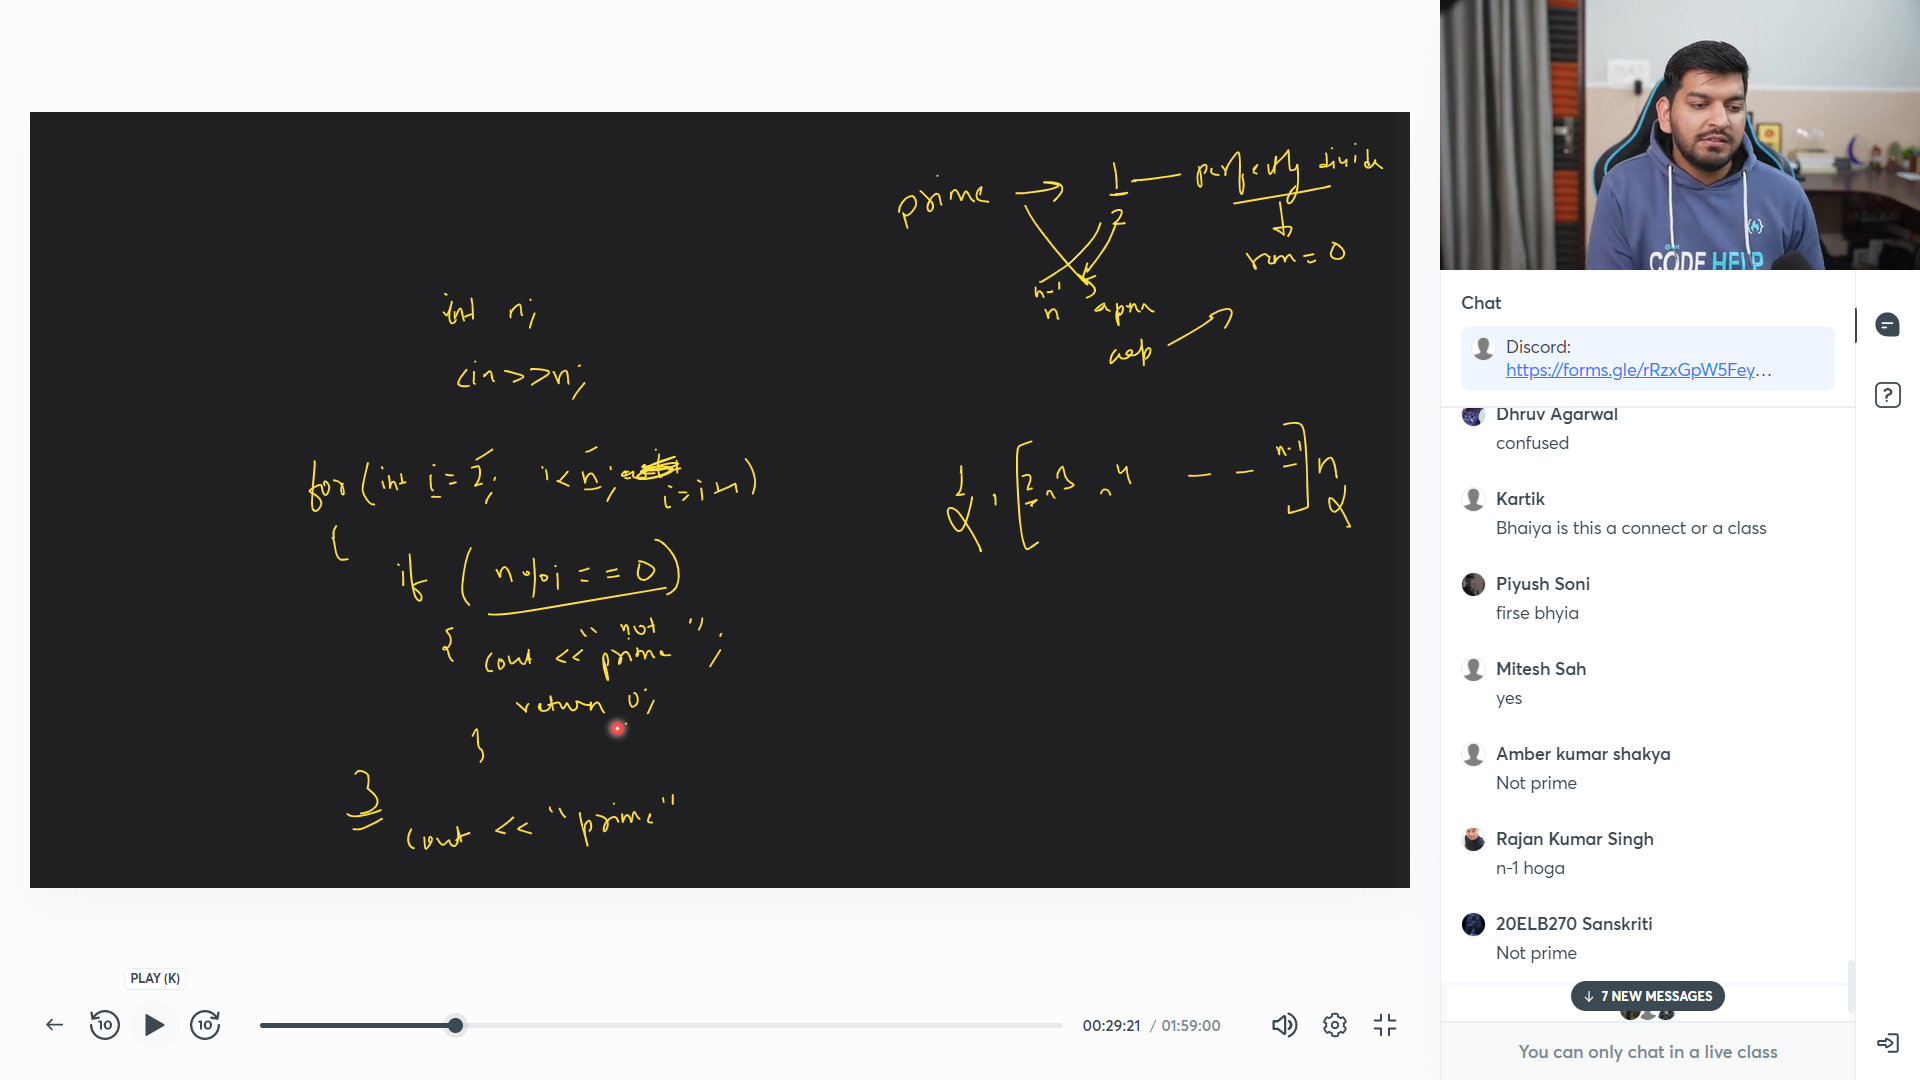 prime → 1 — perfectly divide
2
rem = 0
n-1
n apna
aap
int n;
cin>>n;
for (int i = 2; i < n; i=i+1)
{
if (n%i == 0)
{ cout << "not prime";
return 0;
}
}
cout << "prime"
1, [2, 3, 4 - - n-1] n
CODE HELP
Chat
Discord:
https://forms.gle/rRzxGpW5Fey...
Dhruv Agarwal
confused
Kartik
Bhaiya is this a connect or a class
Piyush Soni
firse bhyia
Mitesh Sah
yes
Amber kumar shakya
Not prime
Rajan Kumar Singh
n-1 hoga
20ELB270 Sanskriti
Not prime
↓ 7 NEW MESSAGES
You can only chat in a live class
PLAY (K)
10 10
00:29:21 / 01:59:00